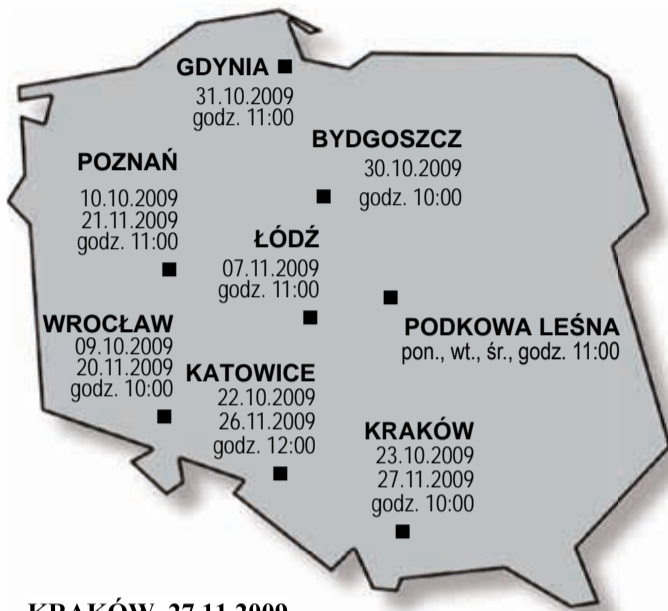 GDYNIA
31.10.2009
godz. 11:00
BYDGOSZCZ
30.10.2009
godz. 10:00
POZNAŃ
10.10.2009
21.11.2009
godz. 11:00
ŁÓDŹ
07.11.2009
godz. 11:00
PODKOWA LEŚNA
pon., wt., śr., godz. 11:00
WROCŁAW
09.10.2009
20.11.2009
godz. 10:00
KATOWICE
22.10.2009
26.11.2009
godz. 12:00
KRAKÓW
23.10.2009
27.11.2009
godz. 10:00
KRAKÓW 27.11.2009